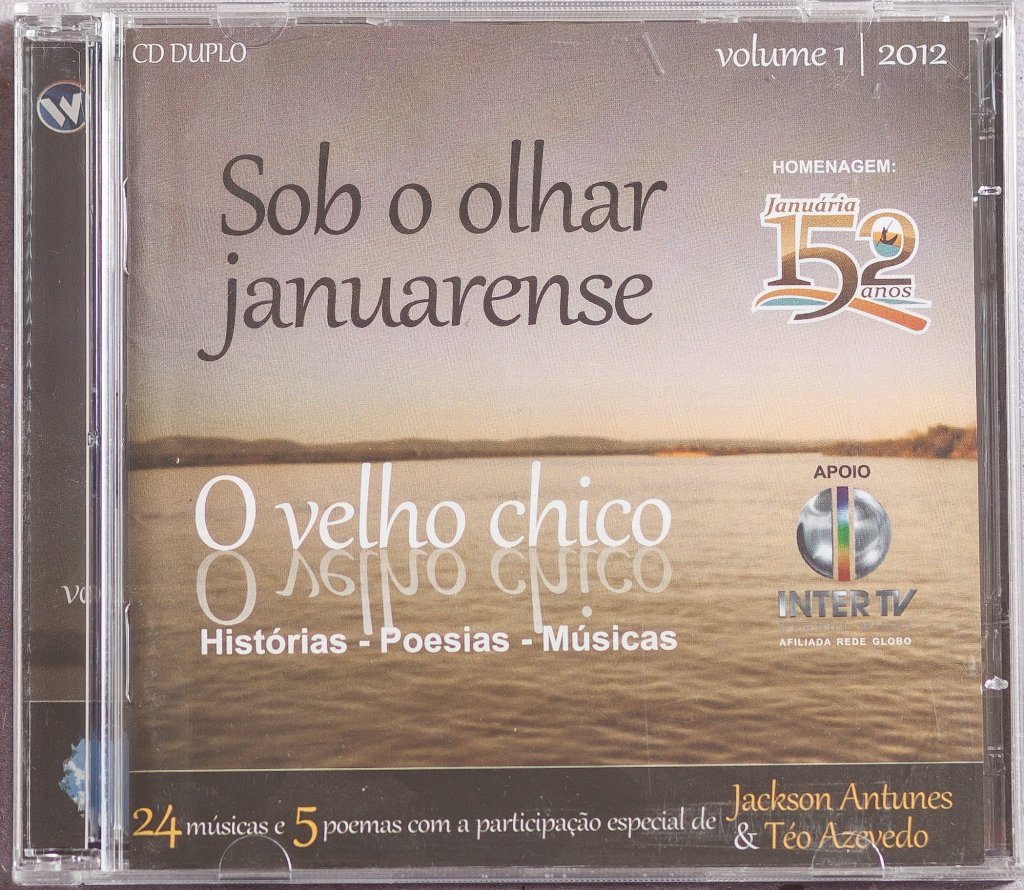 CD DUPLO
volume 1 | 2012
W
Sob o olhar
januarense
HOMENAGEM:
Januária
152
anos
O velho chico
Histórias - Poesias - Músicas
APOIO
INTER TV
AFILIADA REDE GLOBO
24 músicas e 5 poemas com a participação especial de
Jackson Antunes
& Téo Azevedo